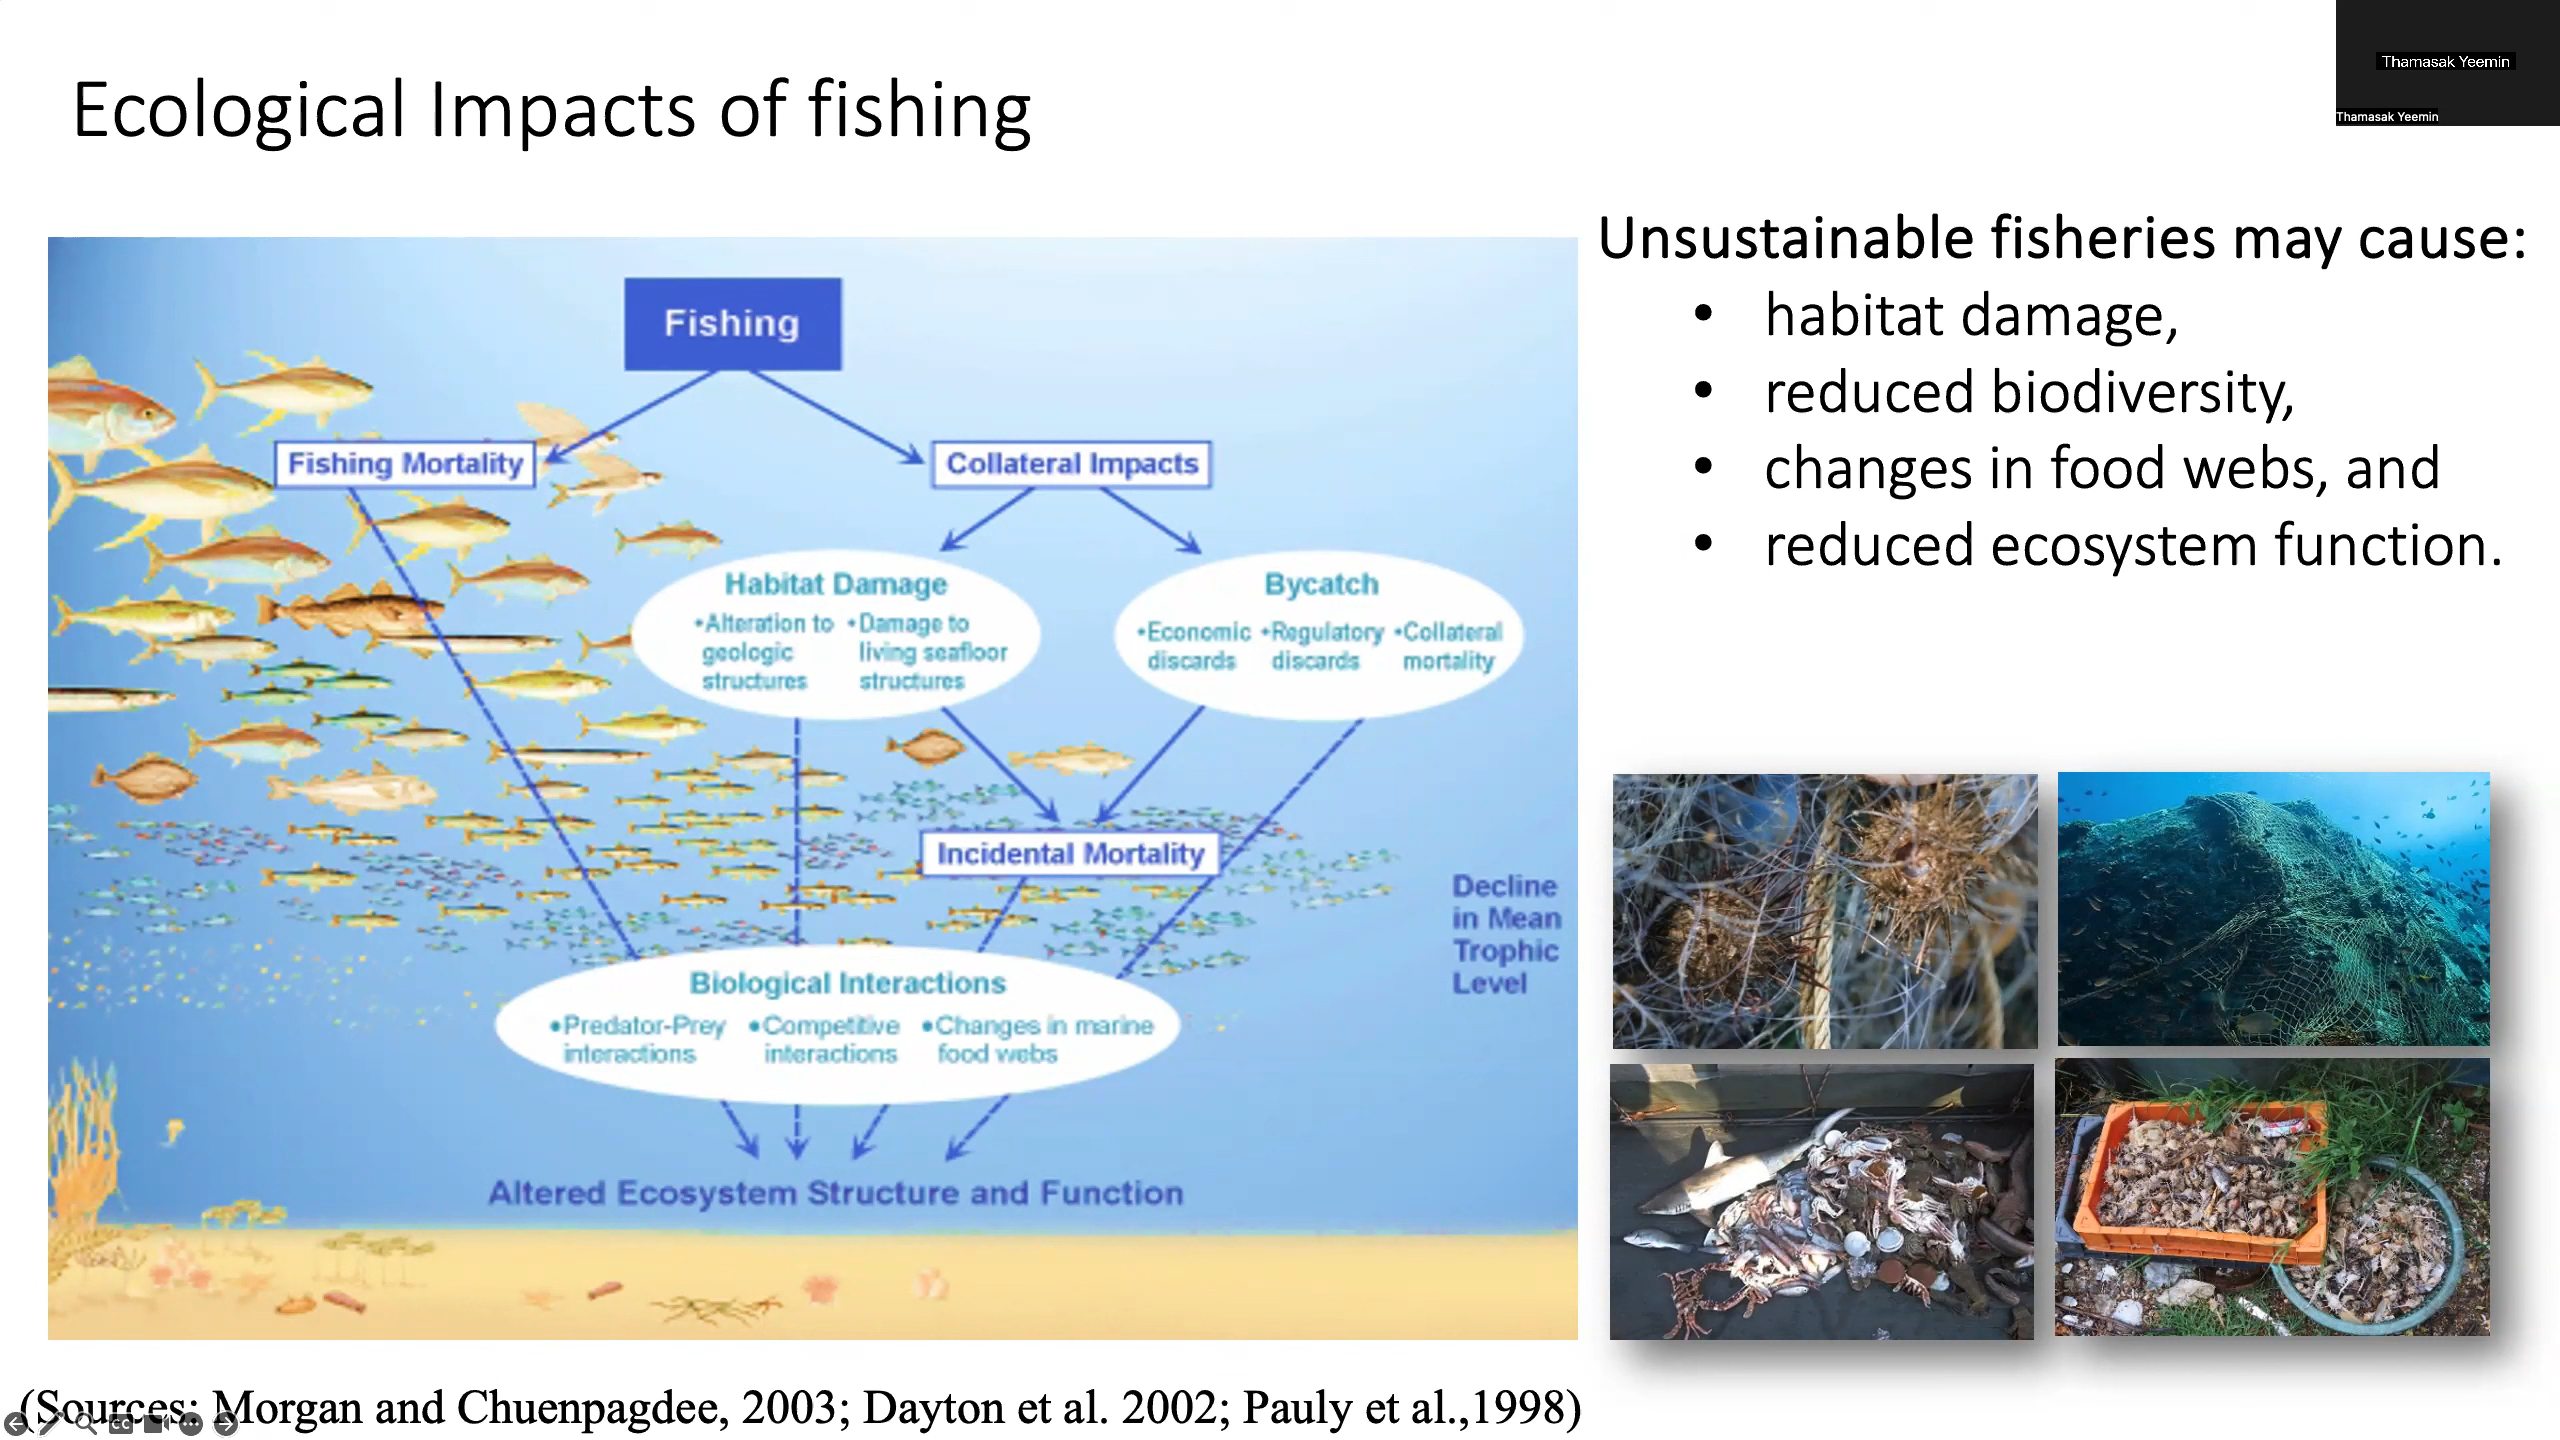 Thamasak Yeemin
Thamasak Yeemin
Ecological Impacts of fishing
Unsustainable fisheries may cause:
• habitat damage,
• reduced biodiversity,
• changes in food webs, and
• reduced ecosystem function.
Fishing
Fishing Mortality
Collateral Impacts
Habitat Damage
•Alteration to
geologic
structures
•Damage to
living seafloor
structures
Bycatch
•Economic
discards
•Regulatory
discards
•Collateral
mortality
Incidental Mortality
Decline
in Mean
Trophic
Level
Biological Interactions
•Predator-Prey
interactions
•Competitive
interactions
•Changes in marine
food webs
Altered Ecosystem Structure and Function
(Sources: Morgan and Chuenpagdee, 2003; Dayton et al. 2002; Pauly et al.,1998)
CC